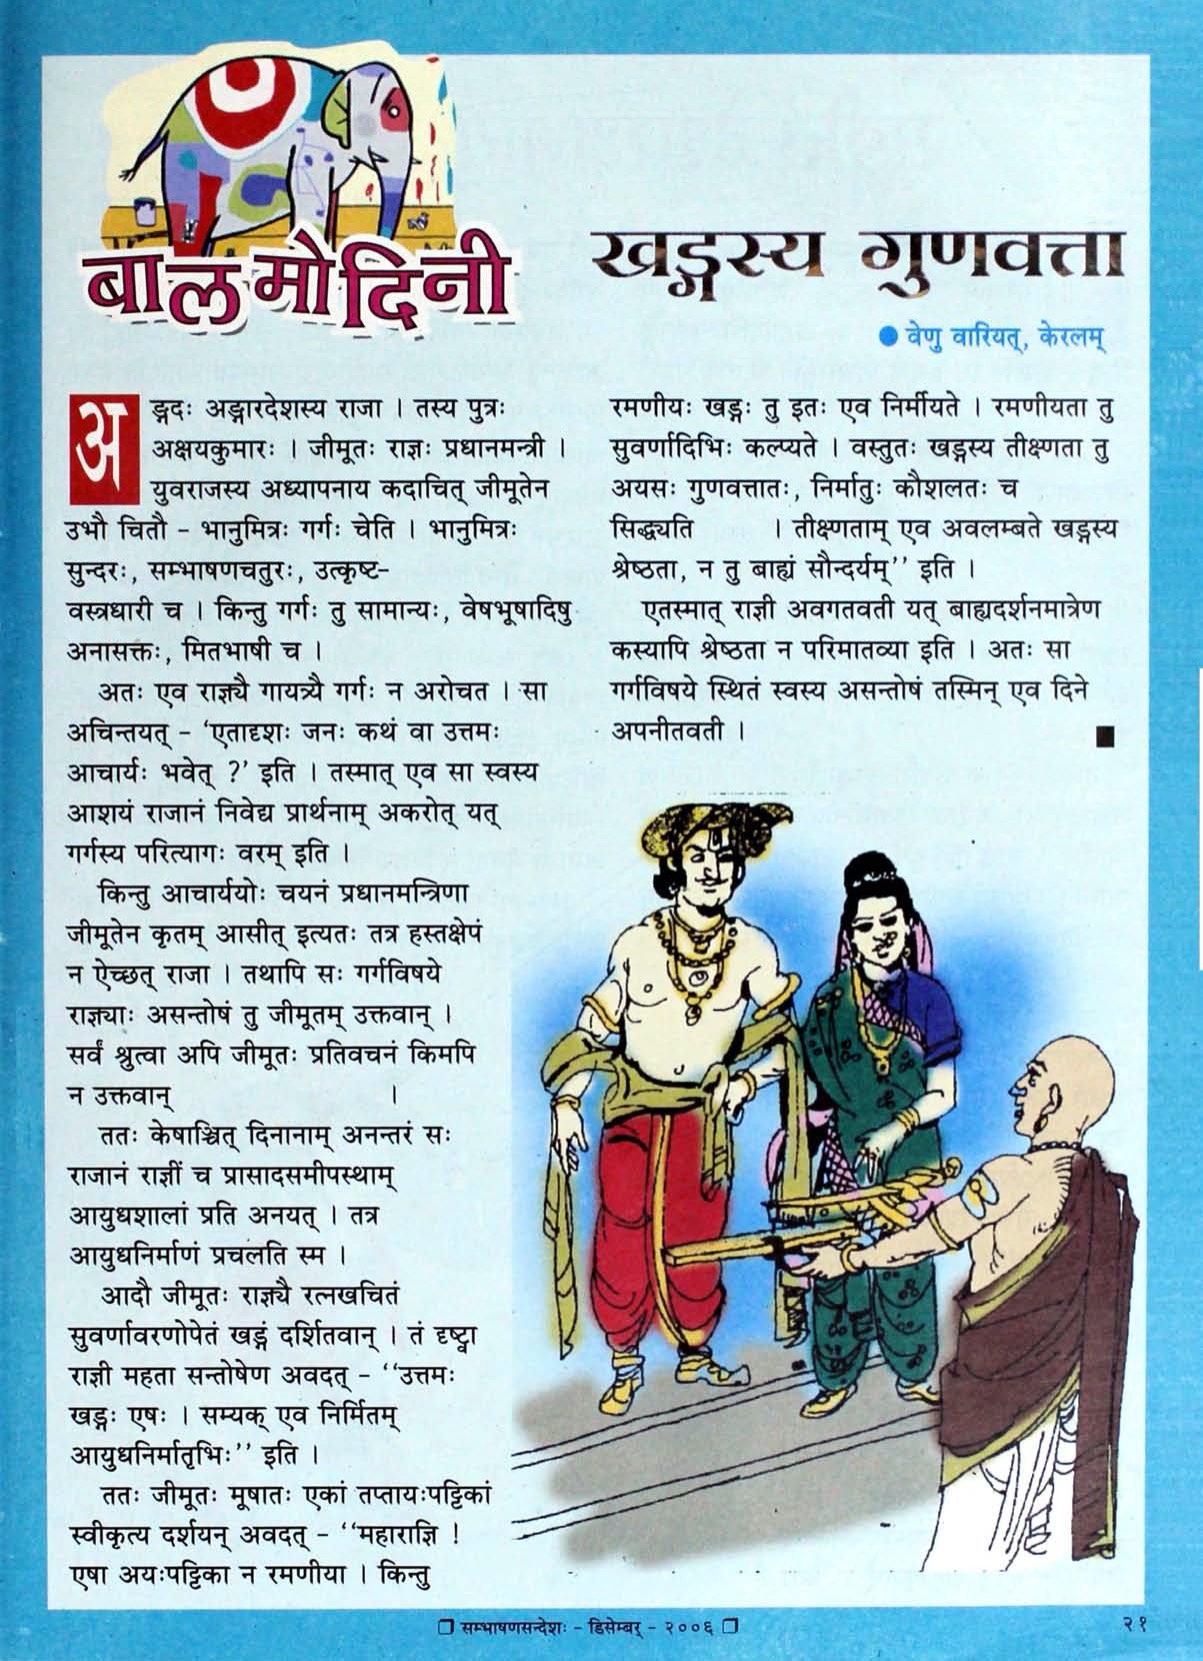 बालमोदिनी
खड्गस्य गुणवत्ता
● वेणु वारियत्, केरलम्
अङ्गदः अङ्गारदेशस्य राजा । तस्य पुत्रः
अक्षयकुमारः । जीमूतः राज्ञः प्रधानमन्त्री ।
युवराजस्य अध्यापनाय कदाचित् जीमूतेन
उभौ चितौ - भानुमित्रः गर्गः चेति । भानुमित्रः
सुन्दरः, सम्भाषणचतुरः, उत्कृष्ट-
वस्त्रधारी च । किन्तु गर्गः तु सामान्यः, वेषभूषादिषु
अनासक्तः, मितभाषी च ।
अतः एव राज्ञ्यै गायत्र्यै गर्गः न अरोचत । सा
अचिन्तयत् - ‘एतादृशः जनः कथं वा उत्तमः
आचार्यः भवेत् ?’ इति । तस्मात् एव सा स्वस्य
आशयं राजानं निवेद्य प्रार्थनाम् अकरोत् यत्
गर्गस्य परित्यागः वरम् इति ।
किन्तु आचार्ययोः चयनं प्रधानमन्त्रिणा
जीमूतेन कृतम् आसीत् इत्यतः तत्र हस्तक्षेपं
न ऐच्छत् राजा । तथापि सः गर्गविषये
राज्ञ्याः असन्तोषं तु जीमूतम् उक्तवान् ।
सर्वं श्रुत्वा अपि जीमूतः प्रतिवचनं किमपि
न उक्तवान् ।
ततः केषाञ्चित् दिनानाम् अनन्तरं सः
राजानं राज्ञीं च प्रासादसमीपस्थाम्
आयुधशालां प्रति अनयत् । तत्र
आयुधनिर्माणं प्रचलति स्म ।
आदौ जीमूतः राज्ञ्यै रत्नखचितं
सुवर्णावरणोपेतं खड्गं दर्शितवान् । तं दृष्ट्वा
राज्ञी महता सन्तोषेण अवदत् - ‘‘उत्तमः
खड्गः एषः । सम्यक् एव निर्मितम्
आयुधनिर्मातृभिः’’ इति ।
ततः जीमूतः मूषातः एकां तप्तायःपट्टिकां
स्वीकृत्य दर्शयन् अवदत् - ‘‘महाराज्ञि !
एषा अयःपट्टिका न रमणीया । किन्तु
रमणीयः खड्गः तु इतः एव निर्मीयते । रमणीयता तु
सुवर्णादिभिः कल्प्यते । वस्तुतः खड्गस्य तीक्ष्णता तु
अयसः गुणवत्तातः, निर्मातुः कौशलतः च
सिद्ध्यति । तीक्ष्णताम् एव अवलम्बते खड्गस्य
श्रेष्ठता, न तु बाह्यं सौन्दर्यम्’’ इति ।
एतस्मात् राज्ञी अवगतवती यत् बाह्यदर्शनमात्रेण
कस्यापि श्रेष्ठता न परिमातव्या इति । अतः सा
गर्गविषये स्थितं स्वस्य असन्तोषं तस्मिन् एव दिने
अपनीतवती । ■
❐ सम्भाषणसन्देशः - डिसेम्बर् - २००६ ❐
२१